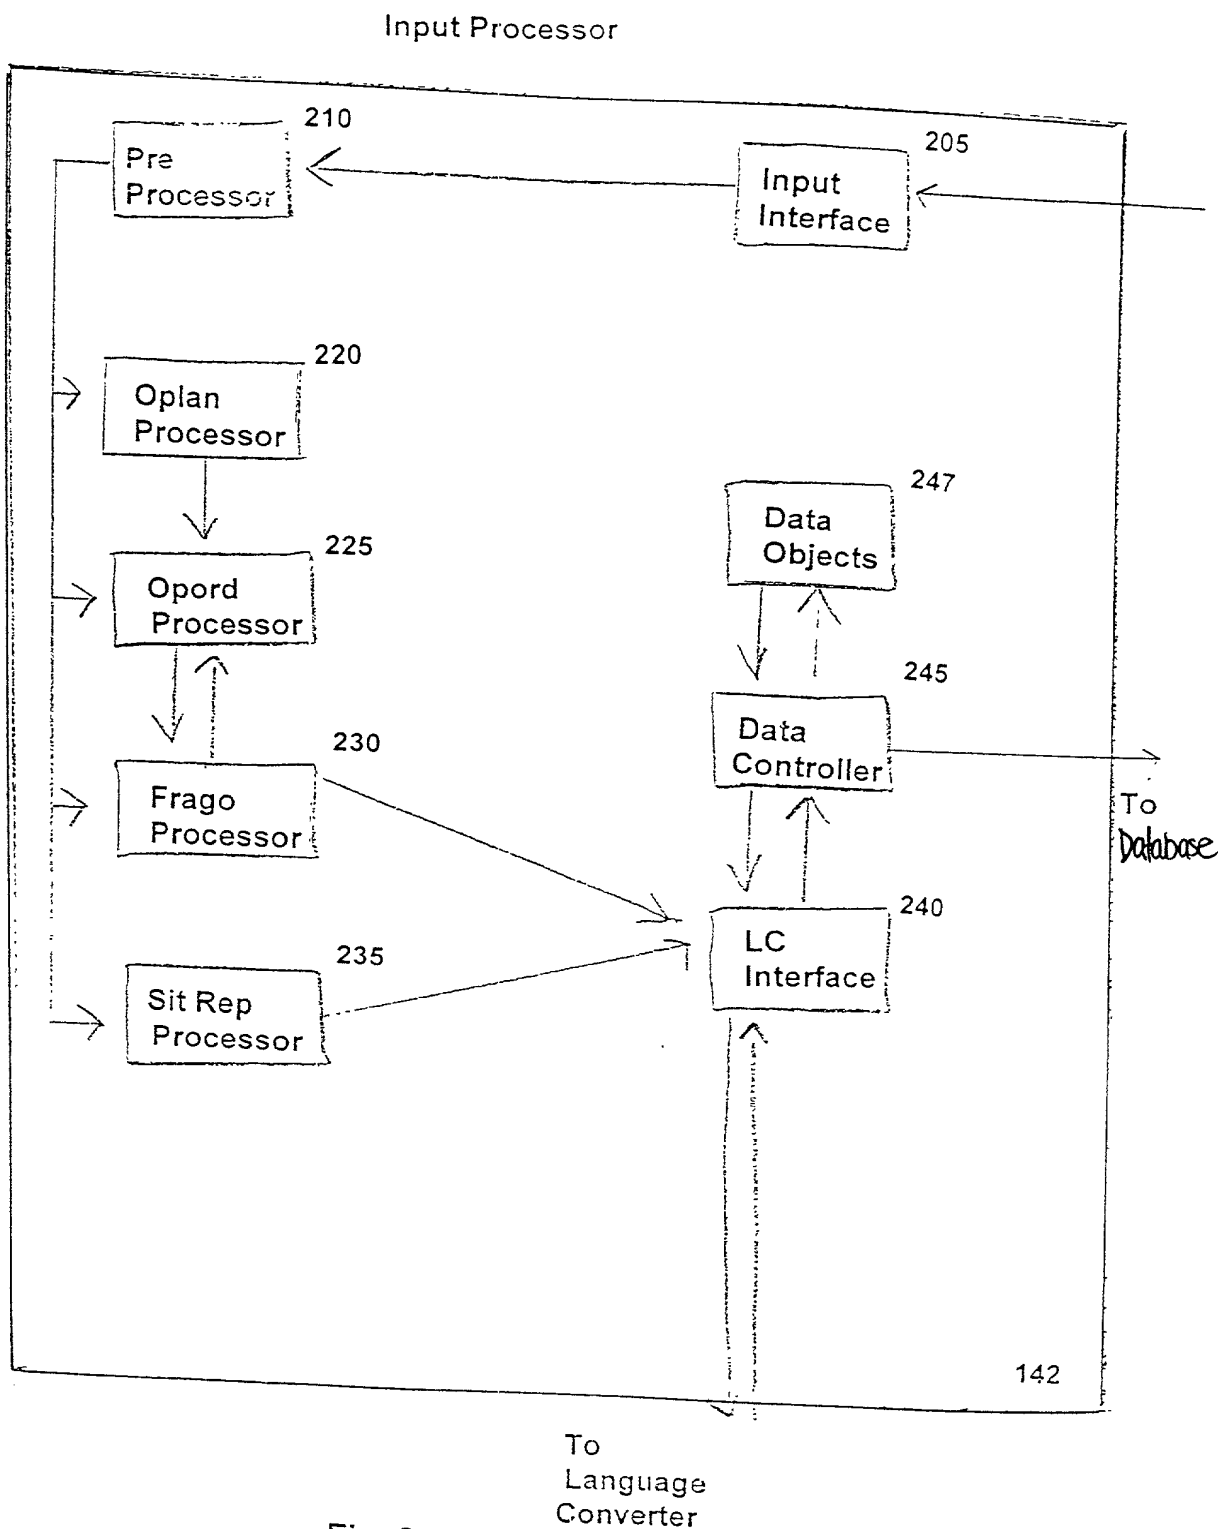 Input Processor
210
Pre
Processor
205
Input
Interface
220
Oplan
Processor
247
Data
Objects
225
Opord
Processor
245
Data
Controller
To
Database
230
Frago
Processor
240
LC
Interface
235
Sit Rep
Processor
142
To
Language
Converter
Fig.